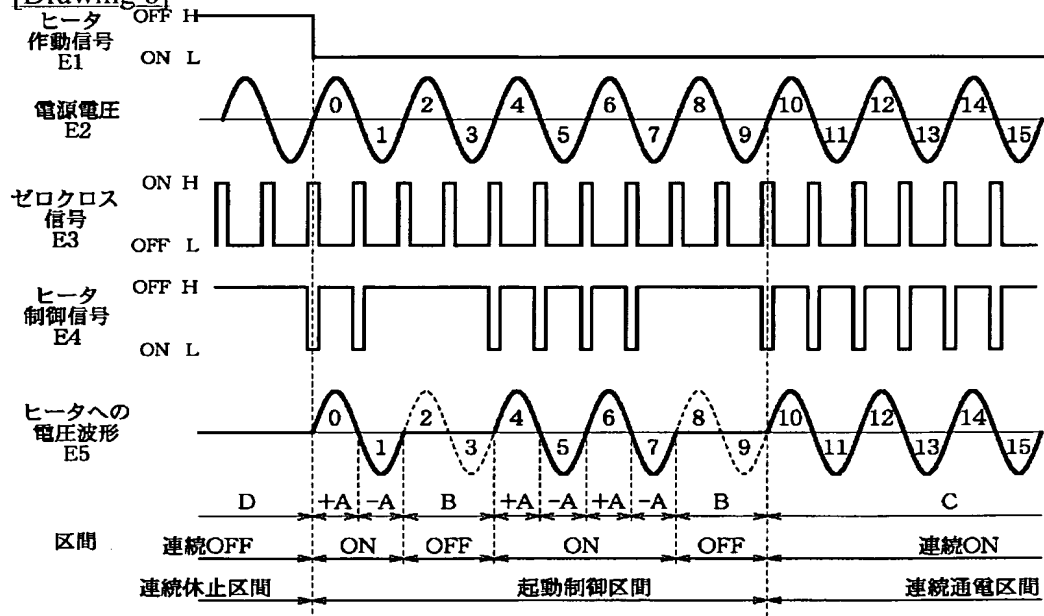 [Drawing 3]
ヒータ
作動信号
E1
OFF H
ON L
電源電圧
E2
0 2 4 6 8 10 12 14
1 3 5 7 9 11 13 15
ゼロクロス
信号
E3
ON H
OFF L
ヒータ
制御信号
E4
OFF H
ON L
ヒータへの
電圧波形
E5
0 2 4 6 8 10 12 14
1 3 5 7 9 11 13 15
D +A -A B +A -A +A -A B C
区間 連続OFF ON OFF ON OFF 連続ON
連続休止区間 起動制御区間 連続通電区間